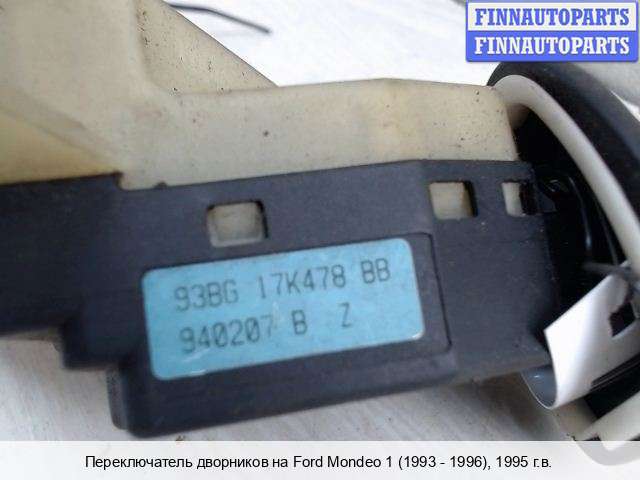 FINNAUTOPARTS
FINNAUTOPARTS
93BG 17K478 BB
940207 B Z
Переключатель дворников на Ford Mondeo 1 (1993 - 1996), 1995 г.в.